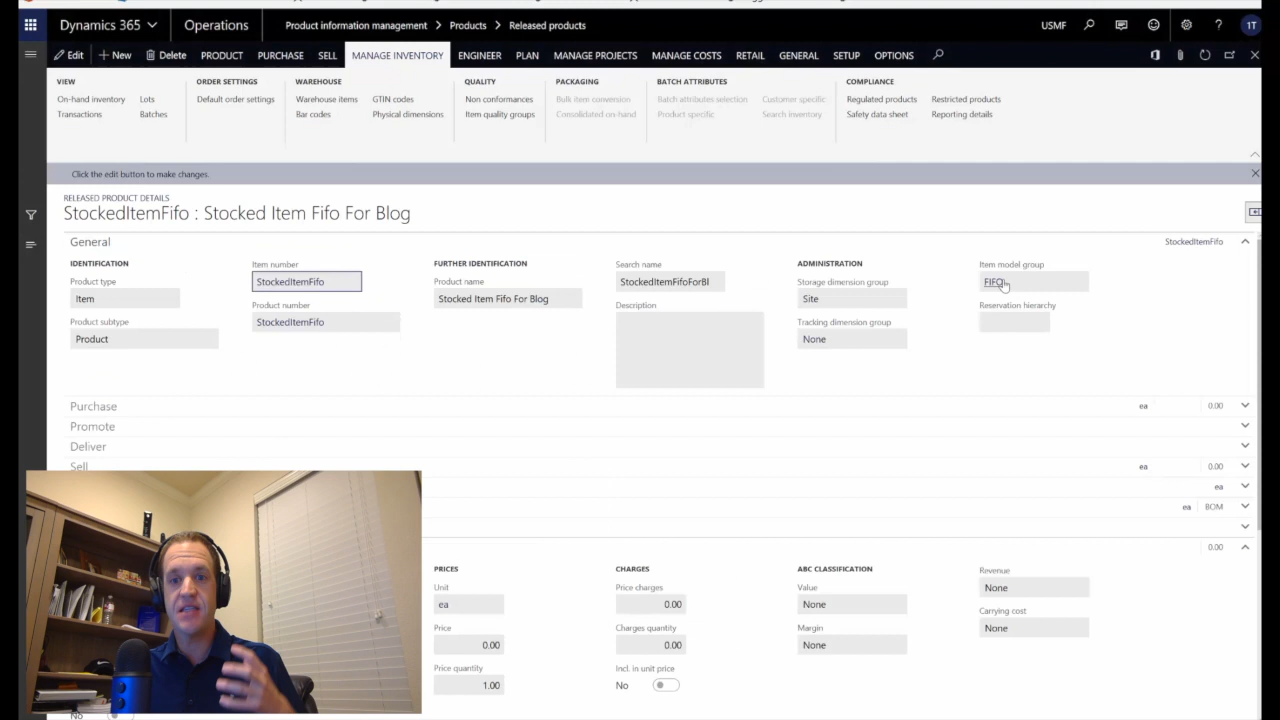 Dynamics 365 Operations Product information management > Products > Released products USMF ? 1T
Edit + New Delete PRODUCT PURCHASE SELL MANAGE INVENTORY ENGINEER PLAN MANAGE PROJECTS MANAGE COSTS RETAIL GENERAL SETUP OPTIONS
VIEW ORDER SETTINGS WAREHOUSE QUALITY PACKAGING BATCH ATTRIBUTES COMPLIANCE
On-hand inventory Lots Default order settings Warehouse items GTIN codes Non conformances Bulk item conversion Batch attributes selection Customer specific Regulated products Restricted products
Transactions Batches Bar codes Physical dimensions Item quality groups Consolidated on-hand Product specific Search inventory Safety data sheet Reporting details
Click the edit button to make changes.
RELEASED PRODUCT DETAILS
StockedItemFifo : Stocked Item Fifo For Blog
General StockedItemFifo
IDENTIFICATION Item number FURTHER IDENTIFICATION Search name ADMINISTRATION Item model group
Product type StockedItemFifo Product name StockedItemFifoForBl Storage dimension group FIFO
Item Product number Stocked Item Fifo For Blog Description Site Reservation hierarchy
Product subtype StockedItemFifo Tracking dimension group
Product None
Purchase ea 0.00
Promote
Deliver
Sell ea 0.00
ea
ea BOM
0.00
PRICES CHARGES ABC CLASSIFICATION Revenue
Unit Price charges Value None
ea 0.00 None Carrying cost
Price Charges quantity Margin None
0.00 0.00 None
Price quantity Incl. in unit price
1.00 No
No